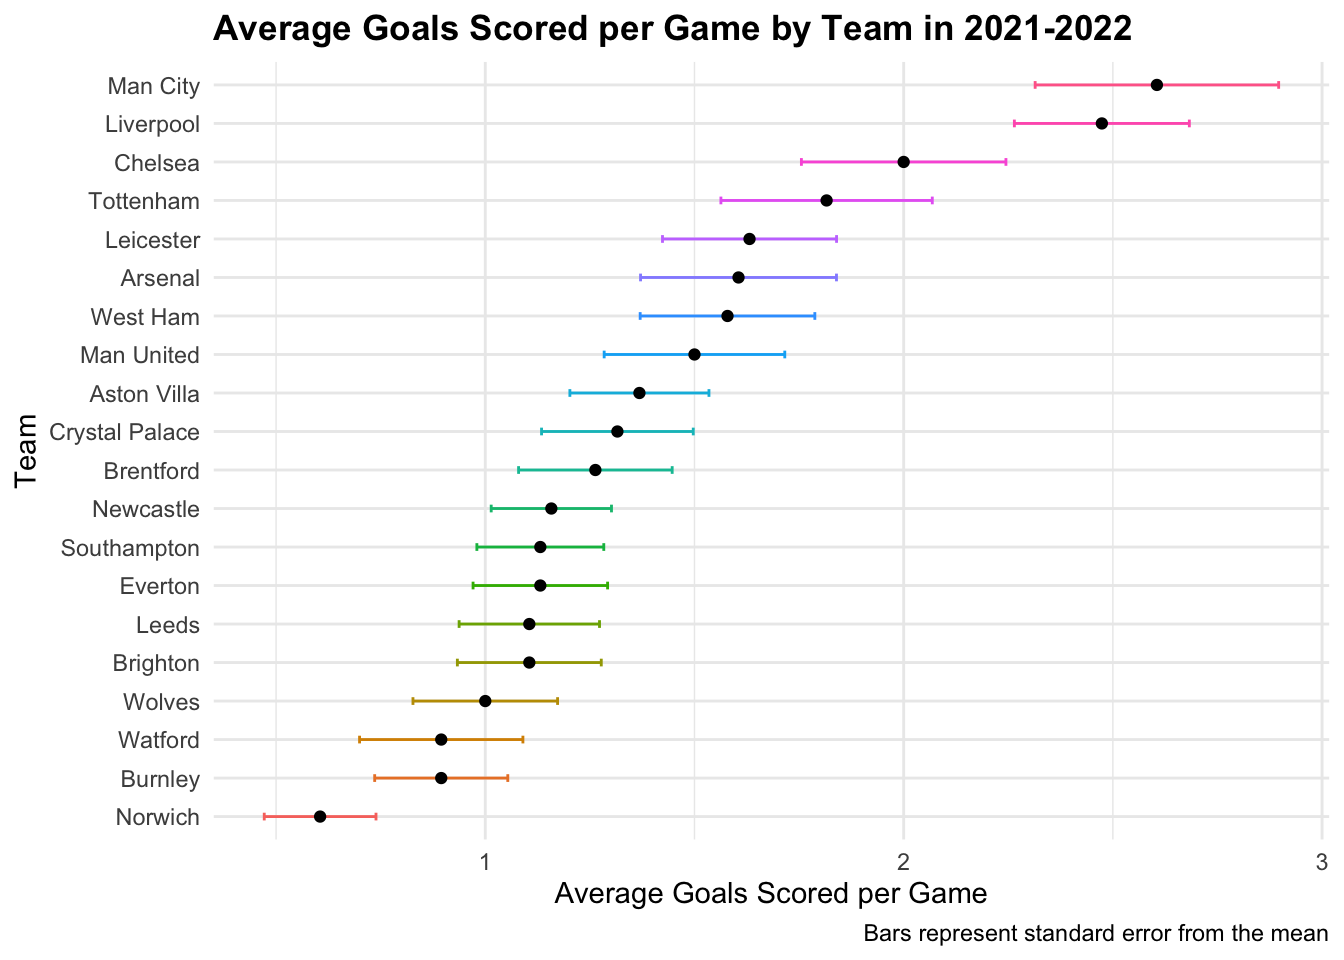 Average Goals Scored per Game by Team in 2021-2022
Team
Man City
Liverpool
Chelsea
Tottenham
Leicester
Arsenal
West Ham
Man United
Aston Villa
Crystal Palace
Brentford
Newcastle
Southampton
Everton
Leeds
Brighton
Wolves
Watford
Burnley
Norwich
1 2 3
Average Goals Scored per Game
Bars represent standard error from the mean